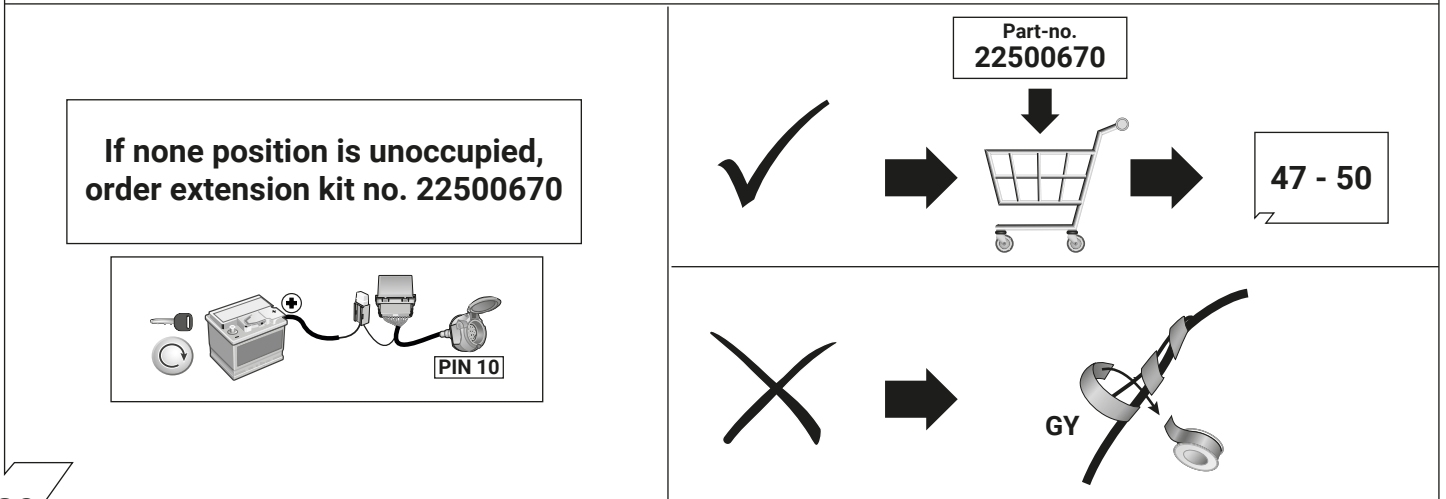 If none position is unoccupied,
order extension kit no. 22500670
PIN 10
Part-no.
22500670
47 - 50
GY